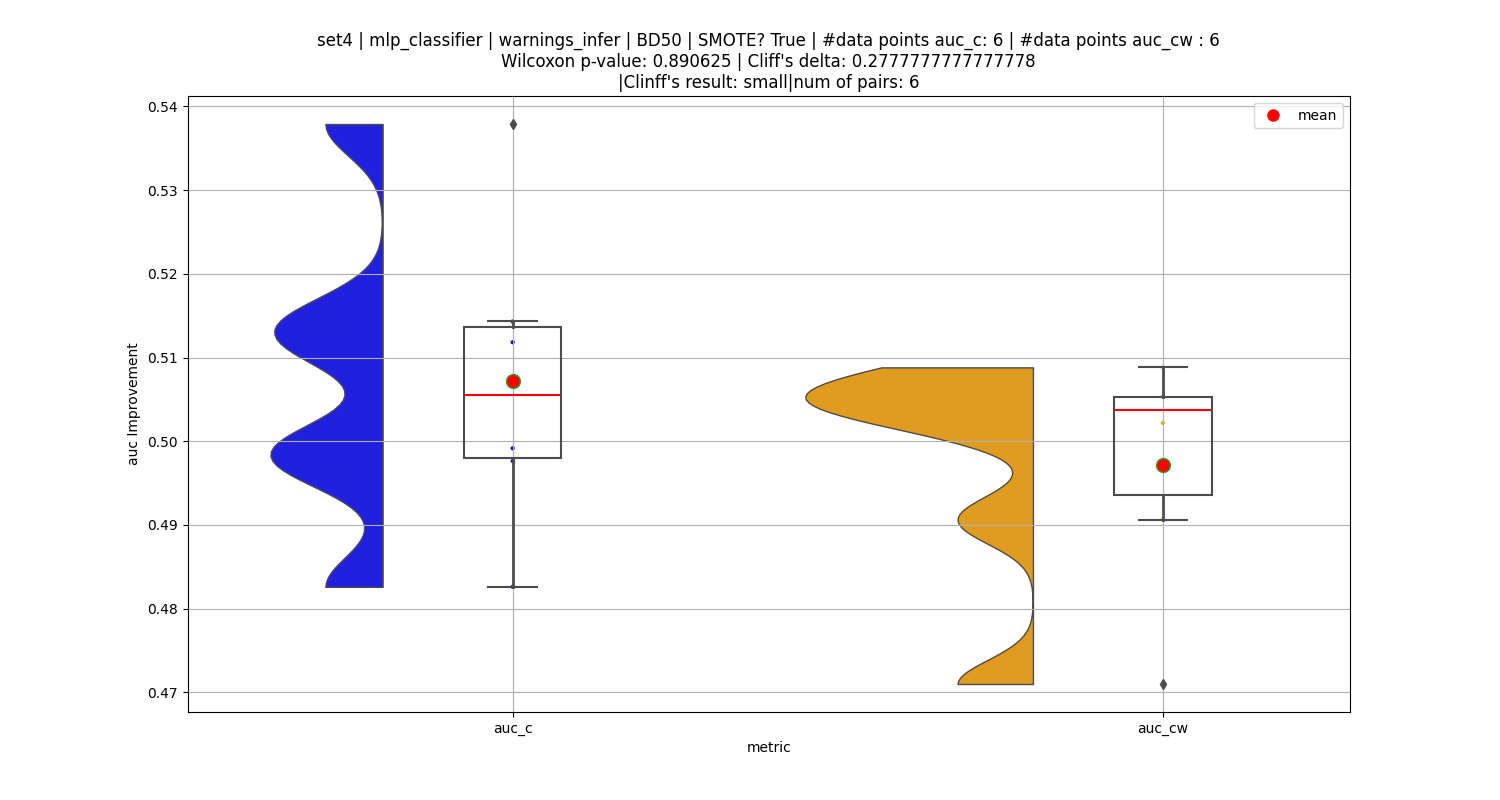 set4 | mlp_classifier | warnings_infer | BD50 | SMOTE? True | #data points auc_c: 6 | #data points auc_cw : 6
Wilcoxon p-value: 0.890625 | Cliff's delta: 0.2777777777777778
|Clinff's result: small|num of pairs: 6
mean
0.54
0.53
0.52
0.51
0.50
0.49
0.48
0.47
auc Improvement
auc_c
auc_cw
metric